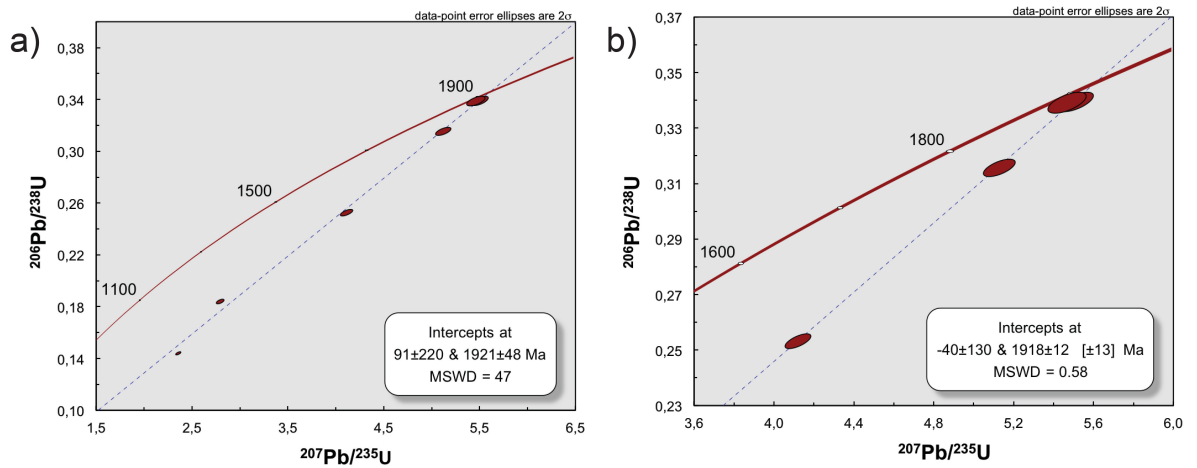 a)
data-point error ellipses are 2σ
0,38
0,34
0,30
0,26
0,22
0,18
0,14
0,10
206Pb/238U
1900
1500
1100
Intercepts at
91±220 & 1921±48 Ma
MSWD = 47
1,5 2,5 3,5 4,5 5,5 6,5
207Pb/235U
b)
data-point error ellipses are 2σ
0,37
0,35
0,33
0,31
0,29
0,27
0,25
0,23
206Pb/238U
1800
1600
Intercepts at
-40±130 & 1918±12 [±13] Ma
MSWD = 0.58
3,6 4,0 4,4 4,8 5,2 5,6 6,0
207Pb/235U